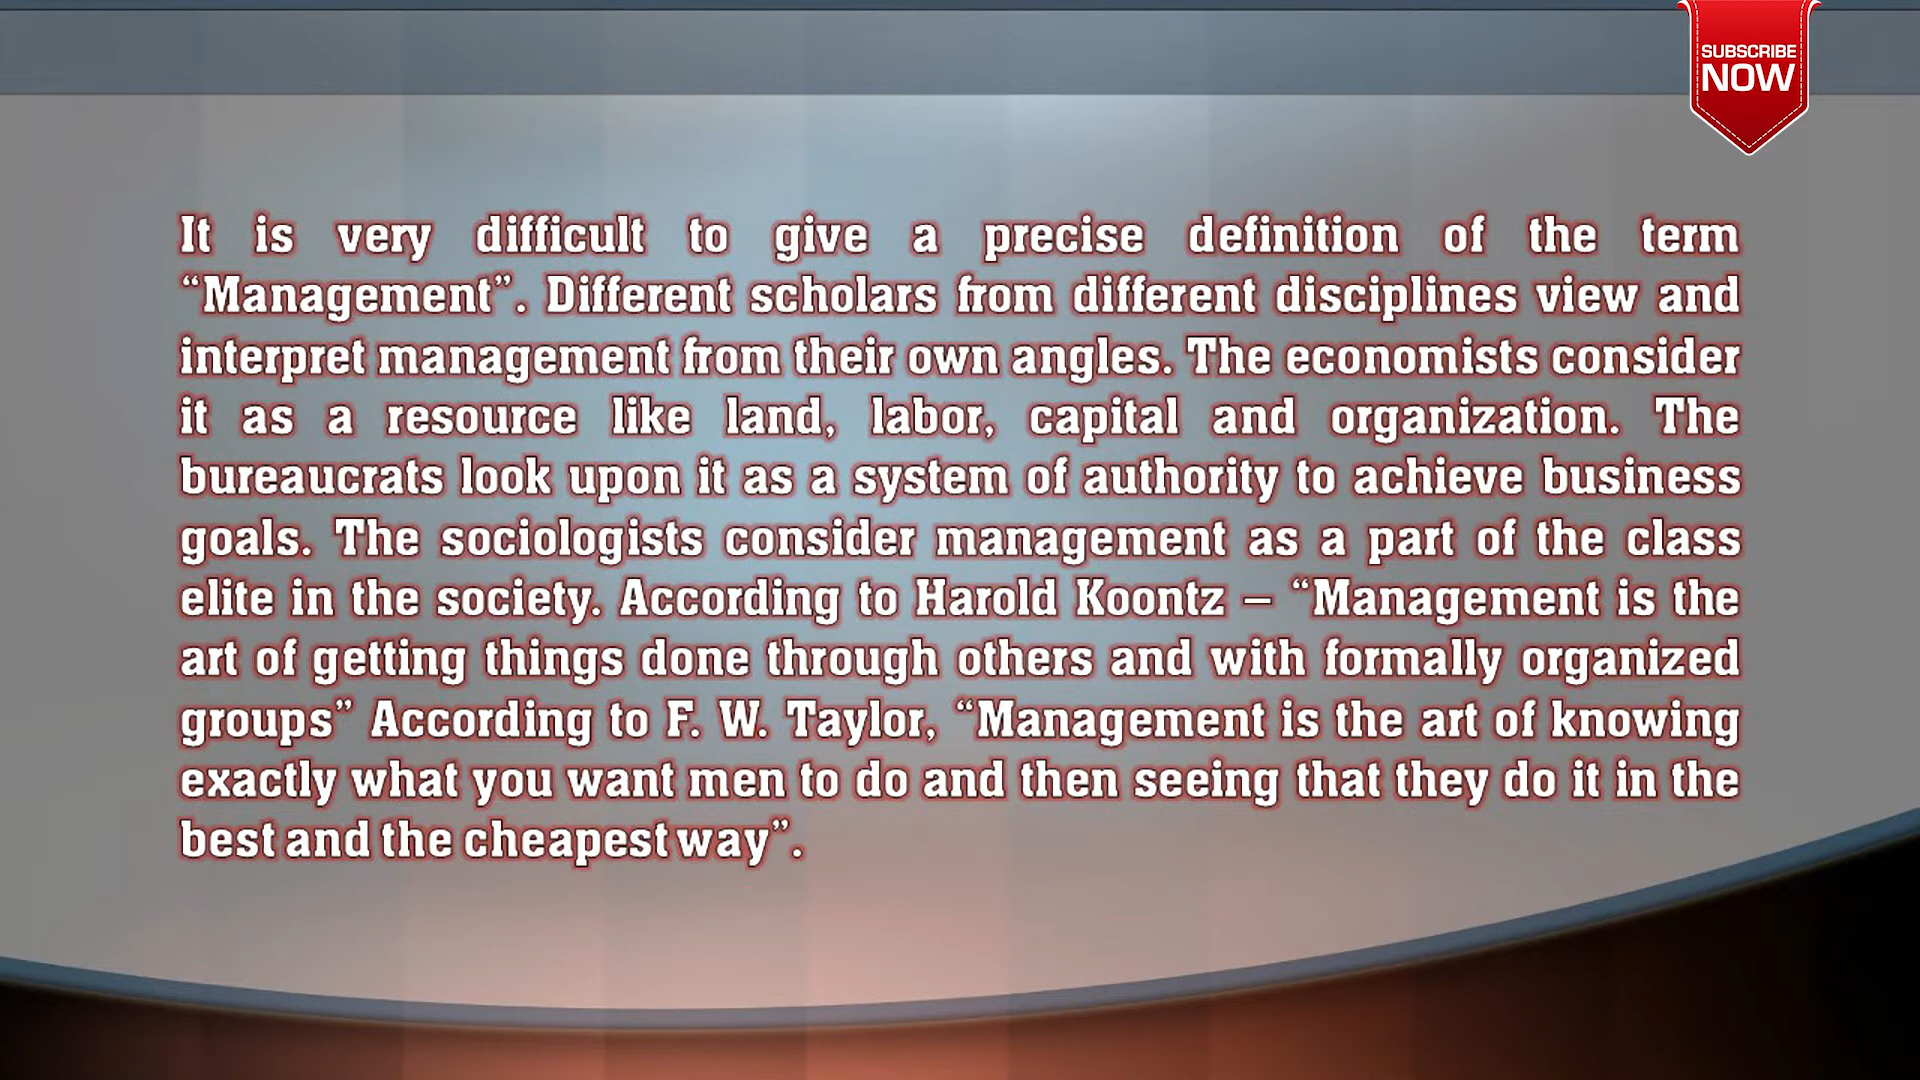 SUBSCRIBE
NOW
It is very difficult to give a precise definition of the term
“Management”. Different scholars from different disciplines view and
interpret management from their own angles. The economists consider
it as a resource like land, labor, capital and organization. The
bureaucrats look upon it as a system of authority to achieve business
goals. The sociologists consider management as a part of the class
elite in the society. According to Harold Koontz – “Management is the
art of getting things done through others and with formally organized
groups” According to F. W. Taylor, “Management is the art of knowing
exactly what you want men to do and then seeing that they do it in the
best and the cheapest way”.